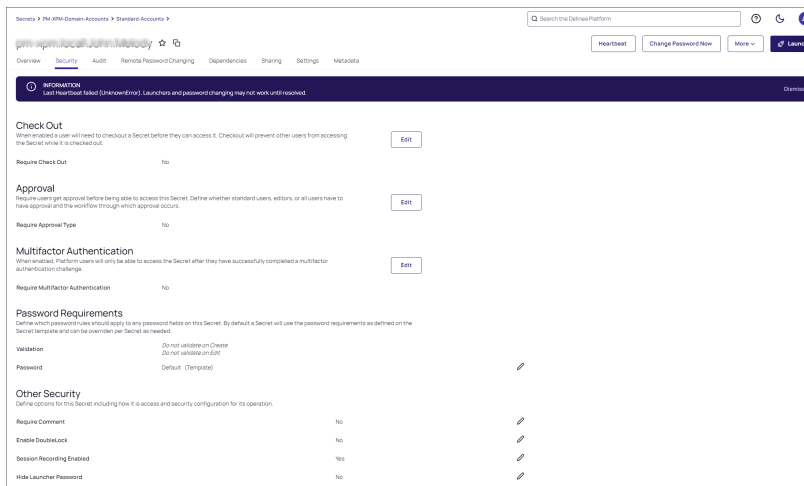 Secrets > PM-XPM-Domain-Accounts > Standard-Accounts >
Search the Delinea Platform
Heartbeat
Change Password Now
More
Overview
Security
Audit
Remote Password Changing
Dependencies
Sharing
Settings
Metadata
INFORMATION
Last Heartbeat failed (UnknownError). Launchers and password changing may not work until resolved.
Check Out
When enabled a user will need to checkout a Secret before they can access it. Checkout will prevent other users from accessing
the Secret while it is checked out.
Edit
Require Check Out
No
Approval
Require users get approval before being able to access this Secret. Define whether standard users, editors, or all users have to
have approval and the workflow through which approval occurs.
Edit
Require Approval Type
No
Multifactor Authentication
When enabled, Platform users will only be able to access the Secret after they have successfully completed a multifactor
authentication challenge.
Edit
Require Multifactor Authentication
No
Password Requirements
Define which password rules should apply to any password fields on this Secret. By default a Secret will use the password requirements as defined on the
Secret template and can be overriden per Secret as needed.
Validation
Do not validate on Create
Do not validate on Edit
Password
Default (Template)
Other Security
Define options for this Secret including how it is access and security configuration for its operation.
Require Comment
No
Enable DoubleLock
No
Session Recording Enabled
Yes
Hide Launcher Password
No